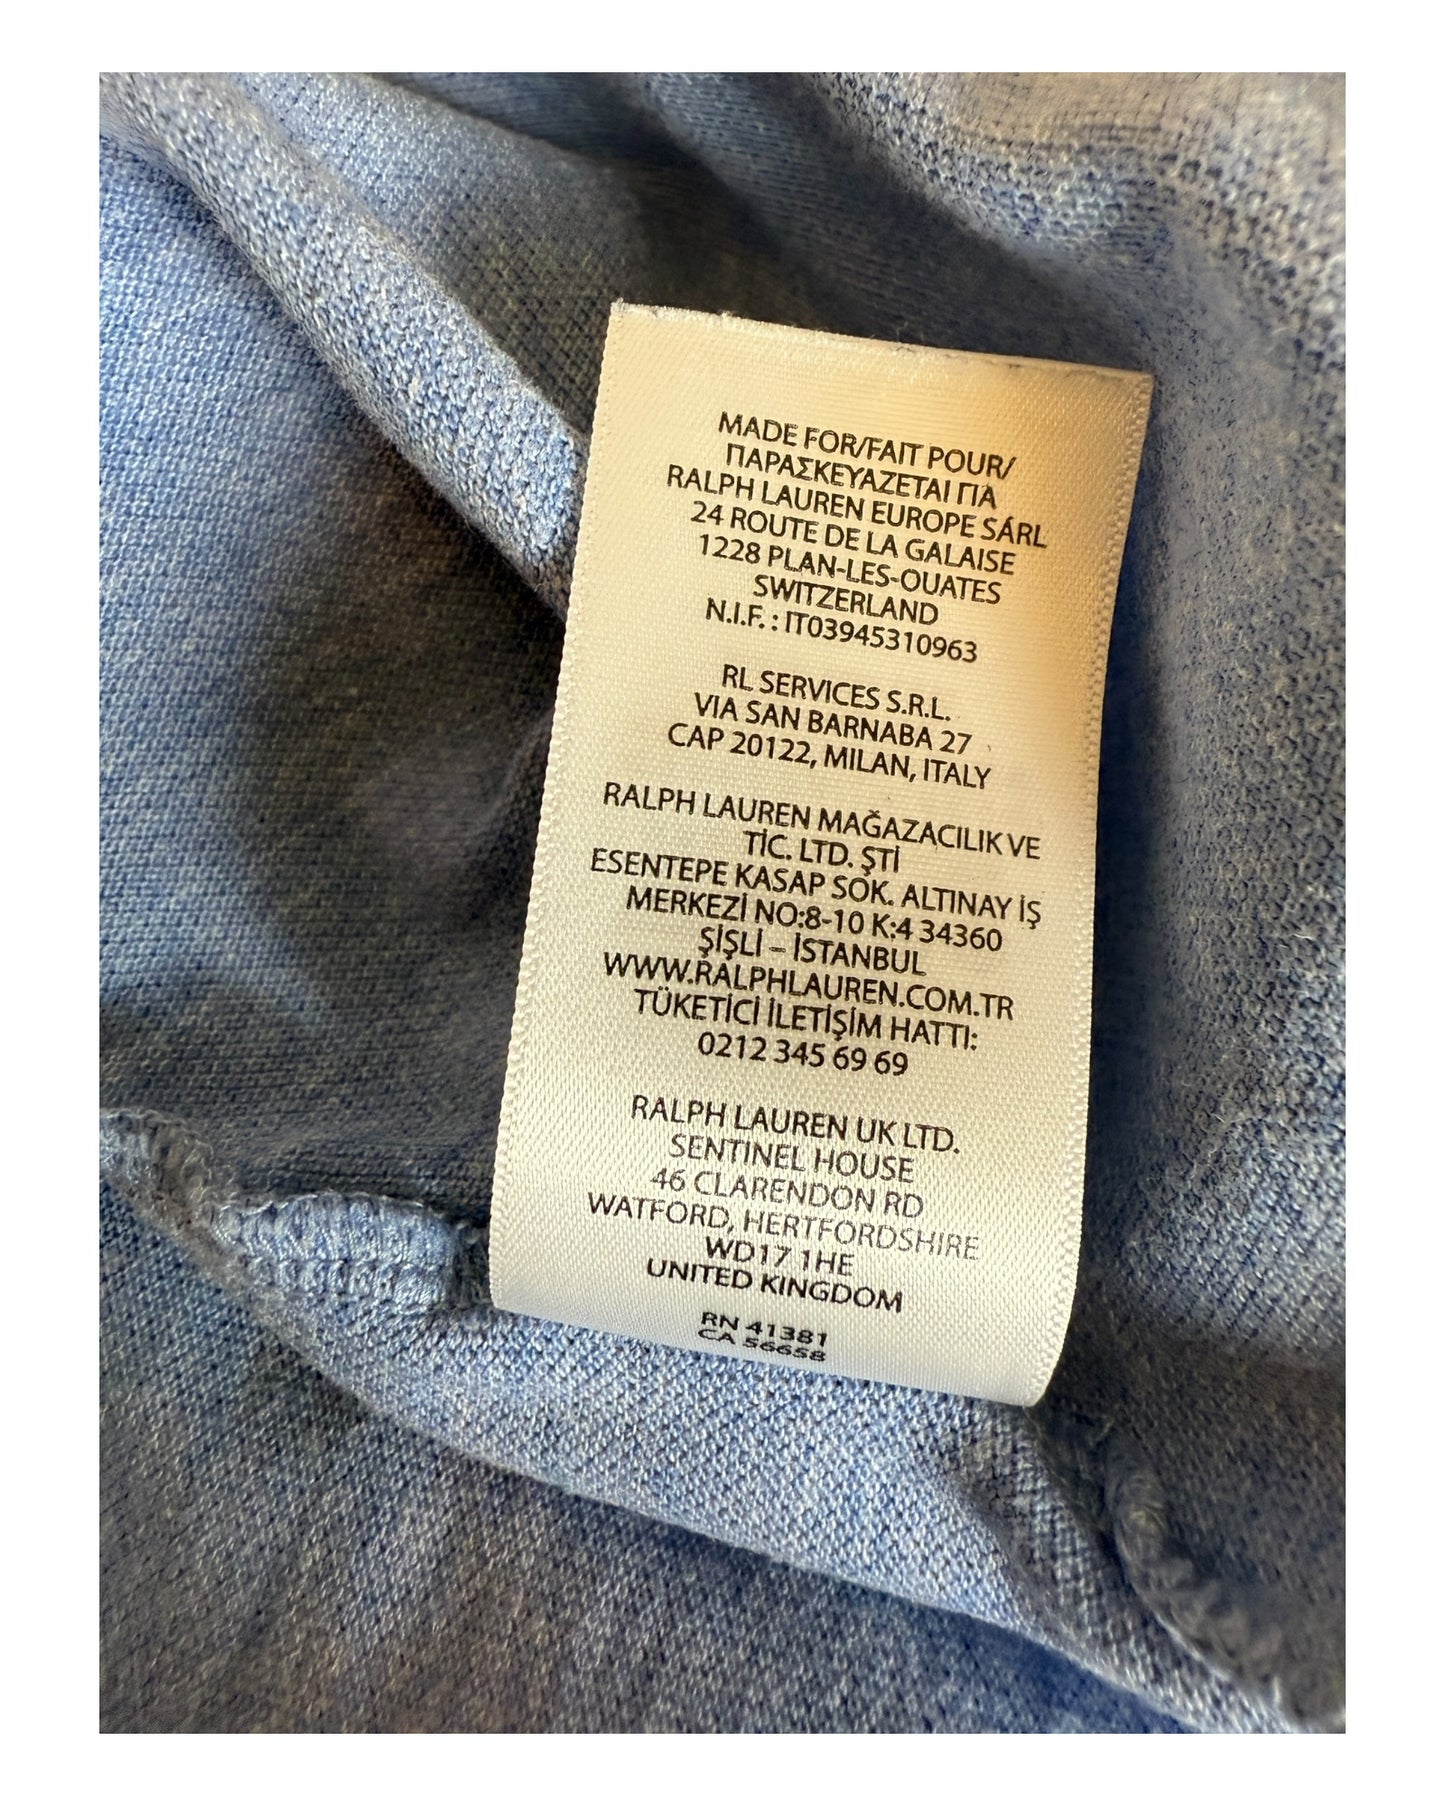 MADE FOR/FAIT POUR/
ΠΑΡΑΣΚΕΥΑΖΕΤΑΙ ΓΙΑ
RALPH LAUREN EUROPE SÁRL
24 ROUTE DE LA GALAISE
1228 PLAN-LES-OUATES
SWITZERLAND
N.I.F. : IT03945310963
RL SERVICES S.R.L.
VIA SAN BARNABA 27
CAP 20122, MILAN, ITALY
RALPH LAUREN MAĞAZACILIK VE
TİC. LTD. ŞTİ
ESENTEPE KASAP SOK. ALTINAY İŞ
MERKEZİ NO:8-10 K:4 34360
ŞİŞLİ – İSTANBUL
WWW.RALPHLAUREN.COM.TR
TÜKETİCİ İLETİŞİM HATTI:
0212 345 69 69
RALPH LAUREN UK LTD.
SENTINEL HOUSE
46 CLARENDON RD
WATFORD, HERTFORDSHIRE
WD17 1HE
UNITED KINGDOM
RN 41381
CA 56658